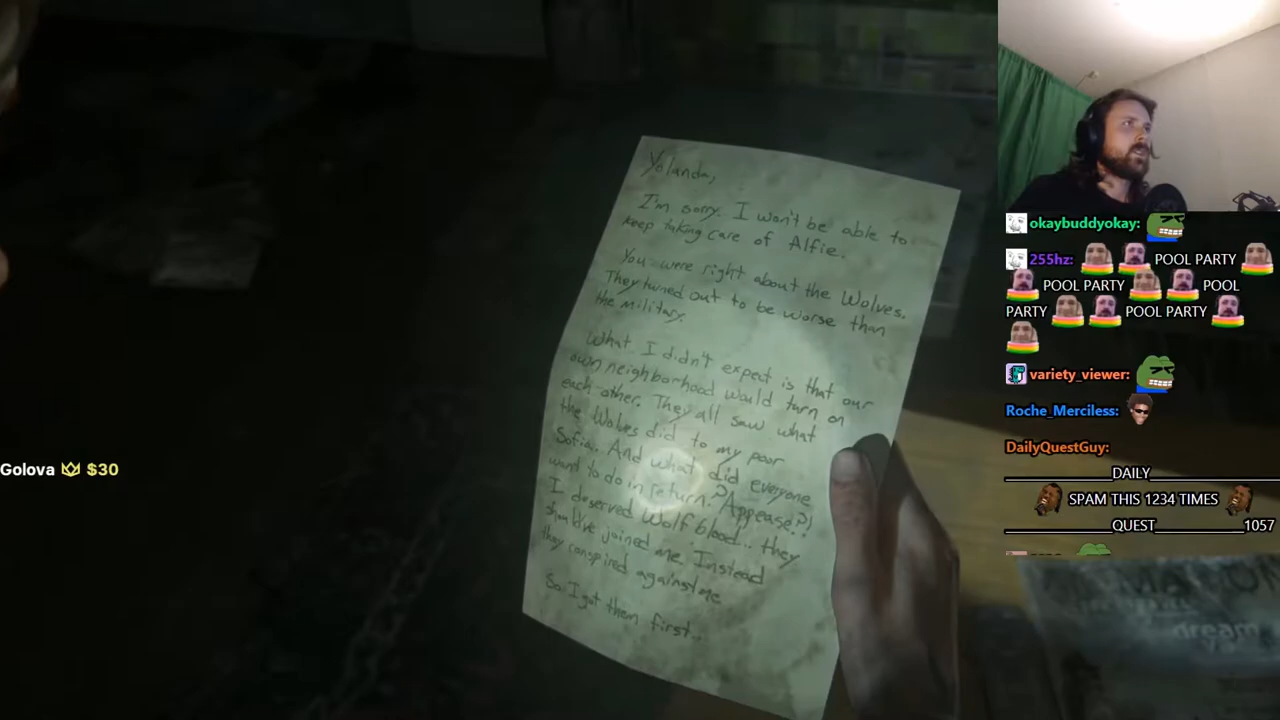 Yolanda,
I'm sorry. I won't be able to
keep taking care of Alfie.
You were right about the Wolves.
They turned out to be worse than
the military.
What I didn't expect is that our
own neighborhood would turn on
each other. They all saw what
the Wolves did to my poor
Sofia. And what did everyone
want to do in return? Appease?!
I deserved Wolf blood... they
should've joined me. Instead
they conspired against me
So I got them first..
Golova $30
okaybuddyokay:
255hz: POOL PARTY
POOL PARTY POOL
PARTY POOL PARTY
variety_viewer:
Roche_Merciless:
DailyQuestGuy:
DAILY
SPAM THIS 1234 TIMES
QUEST 1057
dream